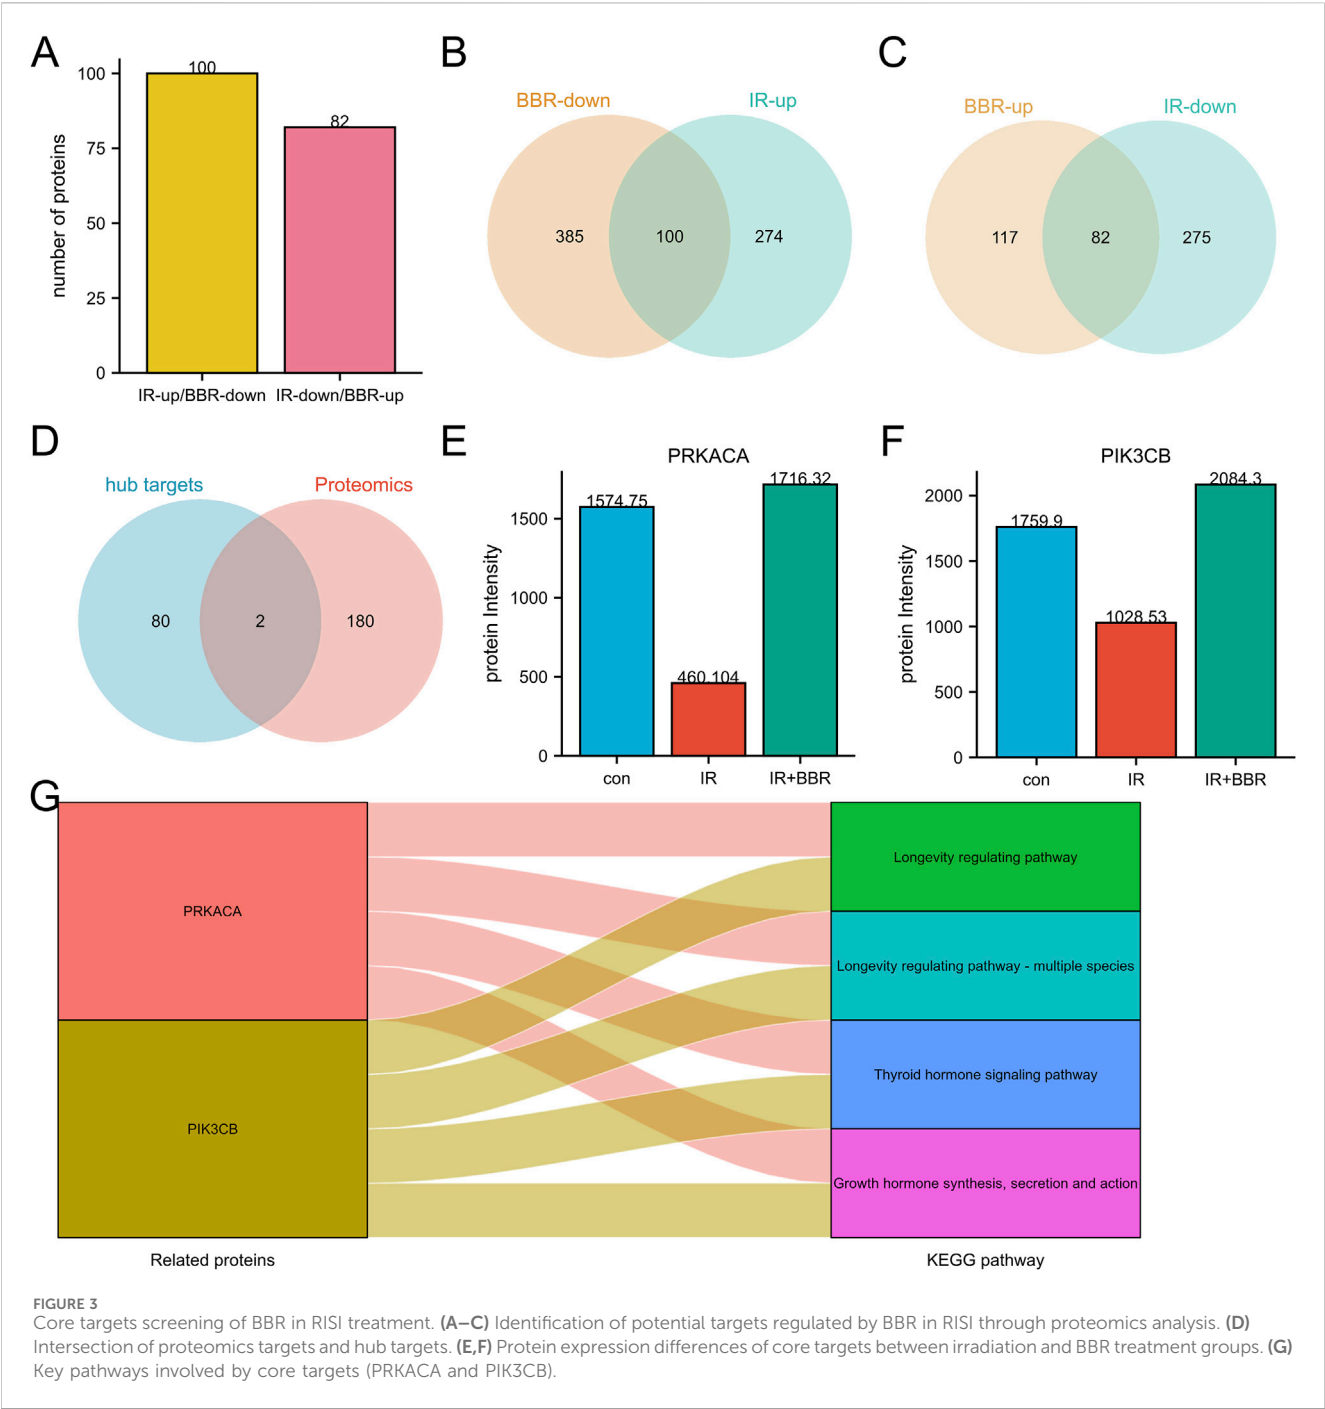 A
100
82
100
75
50
25
0
number of proteins
IR-up/BBR-down
IR-down/BBR-up
B
BBR-down
IR-up
385
100
274
C
BBR-up
IR-down
117
82
275
D
hub targets
Proteomics
80
2
180
E
PRKACA
1574.75
460.104
1716.32
1500
1000
500
0
protein Intensity
con
IR
IR+BBR
F
PIK3CB
1759.9
1028.53
2084.3
2000
1500
1000
500
0
protein Intensity
con
IR
IR+BBR
G
PRKACA
PIK3CB
Longevity regulating pathway
Longevity regulating pathway - multiple species
Thyroid hormone signaling pathway
Growth hormone synthesis, secretion and action
Related proteins
KEGG pathway
FIGURE 3
Core targets screening of BBR in RISI treatment. (A–C) Identification of potential targets regulated by BBR in RISI through proteomics analysis. (D)
Intersection of proteomics targets and hub targets. (E,F) Protein expression differences of core targets between irradiation and BBR treatment groups. (G)
Key pathways involved by core targets (PRKACA and PIK3CB).